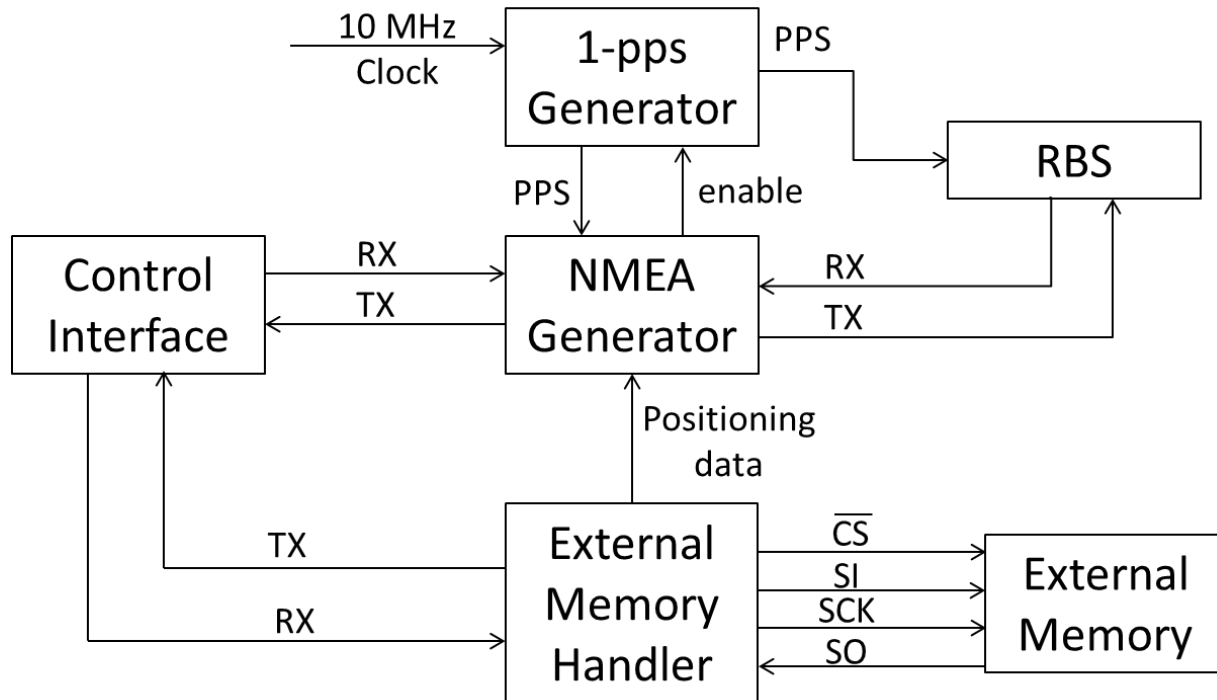 10 MHz
Clock
1-pps
Generator
PPS
RBS
PPS
enable
Control
Interface
RX
TX
NMEA
Generator
RX
TX
Positioning
data
TX
RX
External
Memory
Handler
C̅S̅
SI
SCK
SO
External
Memory